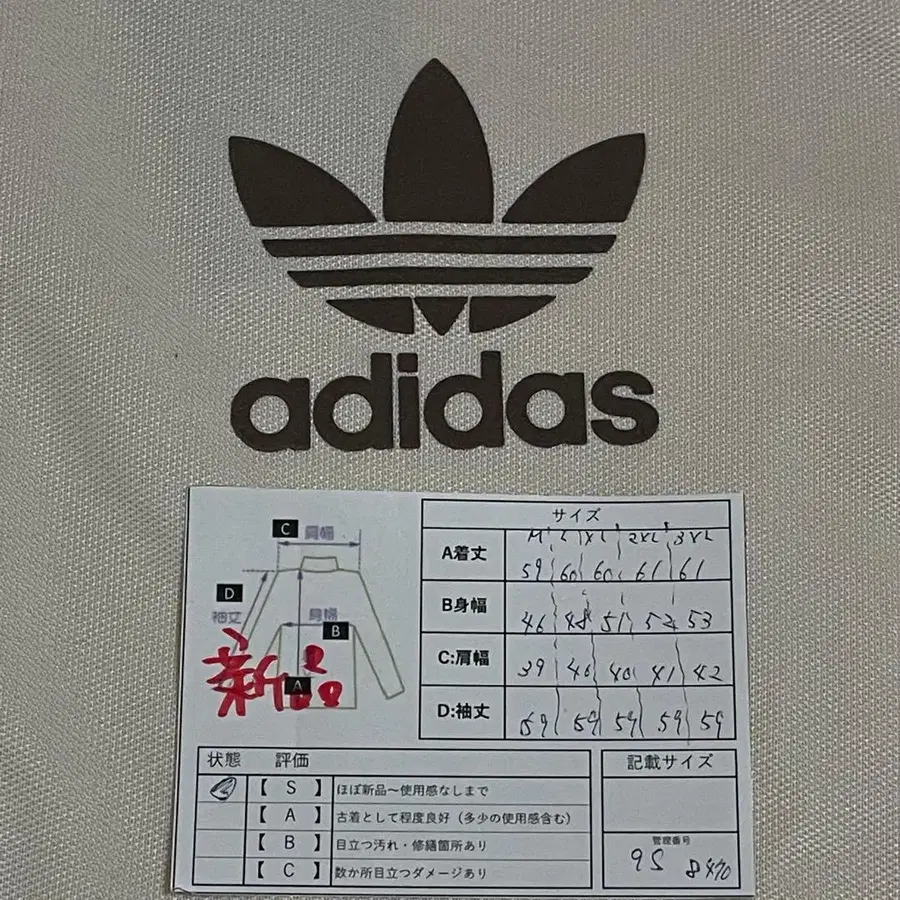 adidas
C 肩幅
D
袖丈
身幅
B
A
新品
サイズ
M L XL 2XL 3XL
A着丈
59 60 60 61 61
B身幅
46 48 51 52 53
C:肩幅
39 40 40 41 42
D:袖丈
59 59 59 59 59
状態 評価
【 S 】 ほぼ新品〜使用感なしまで
【 A 】 古着として程度良好（多少の使用感含む）
【 B 】 目立つ汚れ・修繕箇所あり
【 C 】 数か所目立つダメージあり
記載サイズ
管理番号
95 8470